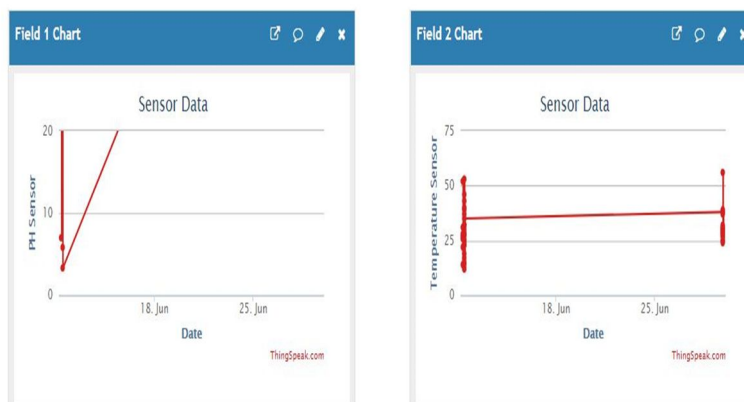 Field 1 Chart
Sensor Data
20
10
0
PH Sensor
18. Jun
25. Jun
Date
ThingSpeak.com
Field 2 Chart
Sensor Data
75
50
25
0
Temperature Sensor
18. Jun
25. Jun
Date
ThingSpeak.com